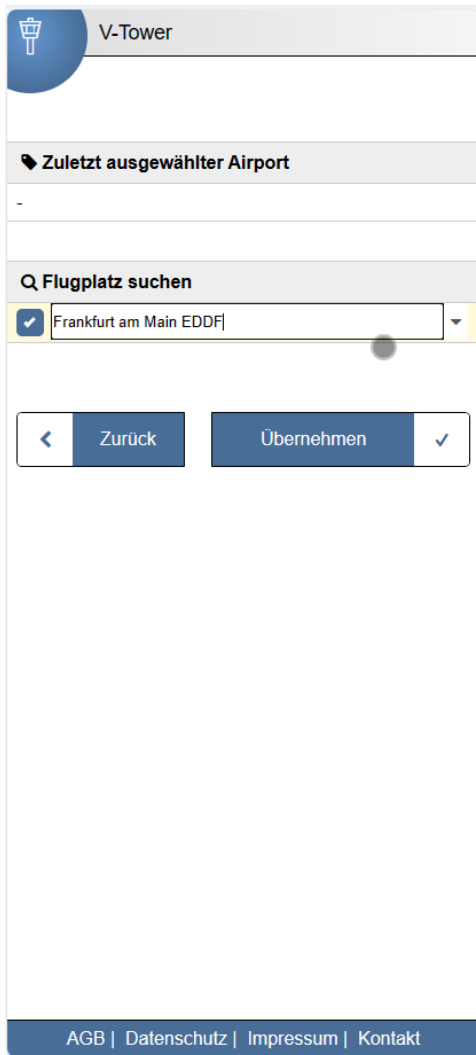 V-Tower
Zuletzt ausgewählter Airport
-
Flugplatz suchen
Frankfurt am Main EDDF
Zurück
Übernehmen
AGB | Datenschutz | Impressum | Kontakt